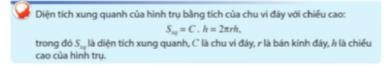 Diện tích xung quanh của hình trụ bằng tích của chu vi đáy với chiều cao:
S_xq = C . h = 2πrh,
trong đó S_xq là diện tích xung quanh, C là chu vi đáy, r là bán kính đáy, h là chiều
cao của hình trụ.